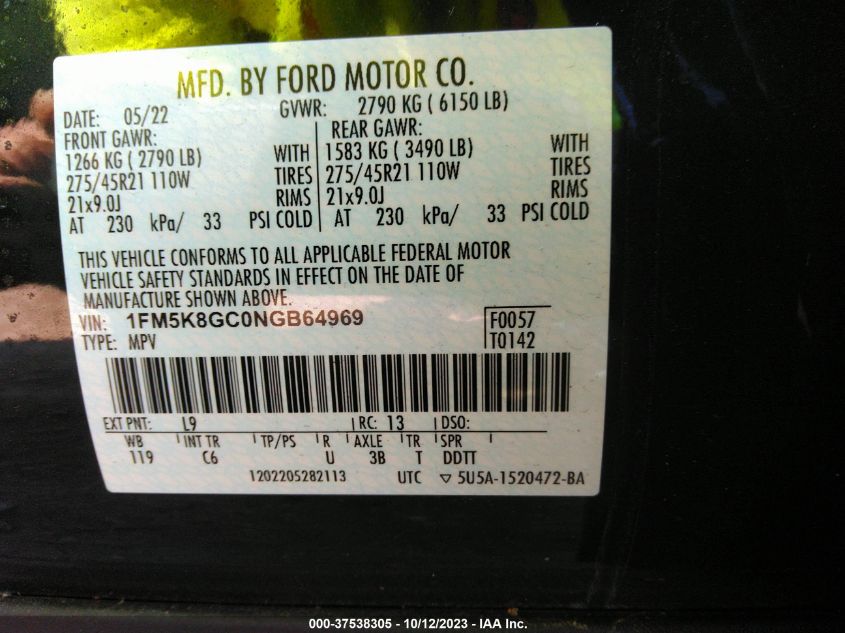 MFD. BY FORD MOTOR CO.
DATE: 05/22 GVWR: 2790 KG ( 6150 LB)
FRONT GAWR: REAR GAWR:
1266 KG ( 2790 LB) WITH 1583 KG ( 3490 LB) WITH
275/45R21 110W TIRES 275/45R21 110W TIRES
21x9.0J RIMS 21x9.0J RIMS
AT 230 kPa/ 33 PSI COLD AT 230 kPa/ 33 PSI COLD
THIS VEHICLE CONFORMS TO ALL APPLICABLE FEDERAL MOTOR
VEHICLE SAFETY STANDARDS IN EFFECT ON THE DATE OF
MANUFACTURE SHOWN ABOVE.
VIN: 1FM5K8GC0NGB64969 F0057
TYPE: MPV T0142
EXT PNT: L9 RC: 13 DSO:
WB INT TR TP/PS R AXLE TR SPR
119 C6 U 3B T DDTT
1202205282113 UTC ▽ 5U5A-1520472-BA
000-37538305 - 10/12/2023 - IAA Inc.